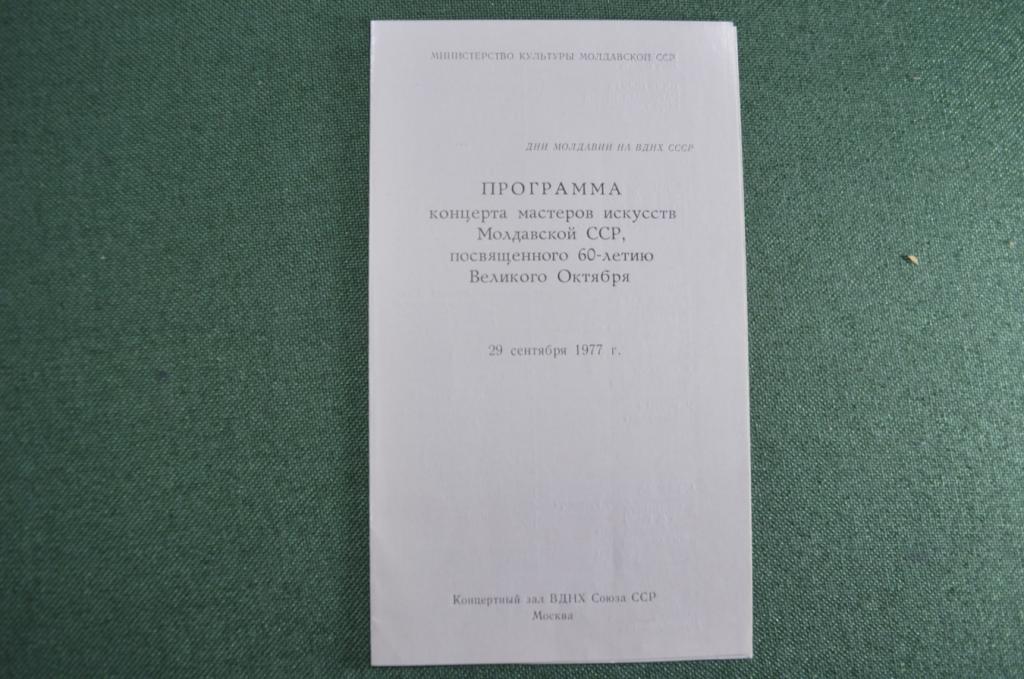 МИНИСТЕРСТВО КУЛЬТУРЫ МОЛДАВСКОЙ ССР
ДНИ МОЛДАВИИ НА ВДНХ СССР
ПРОГРАММА
концерта мастеров искусств
Молдавской ССР,
посвященного 60-летию
Великого Октября
29 сентября 1977 г.
Концертный зал ВДНХ Союза ССР
Москва